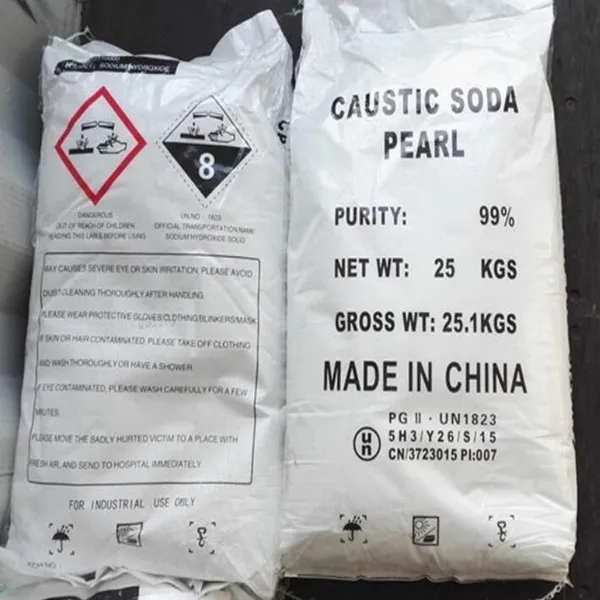 SODIUM HYDROXIDE
8
DANGEROUS
OUT OF REACH OF CHILDREN
READING THIS LABLE BEFORE USING
UN NO : 1823
OFFICIAL TRANSPORTATION NAME
SODIUM HYDROXIDE SOLID
MAY CAUSES SEVERE EYE OR SKIN IRRITATION, PLEASE AVOID
DUST, CLEANING THOROUGHLY AFTER HANDLING.
PLEASE WEAR PROTECTIVE GLOVES/CLOTHING/BLINKERS/MASK
IF SKIN OR HAIR CONTAMINATED, PLEASE TAKE OFF CLOTHING
AND WASH THOROUGHLY OR HAVE A SHOWER.
IF EYE CONTAMINATED, PLEASE WASH CAREFULLY FOR A FEW
MINUTES.
PLEASE MOVE THE BADLY HURTED VICTIM TO A PLACE WITH
FRESH AIR, AND SEND TO HOSPITAL IMMEDIATELY.
FOR INDUSTRIAL USE ONLY
CAUSTIC SODA
PEARL
PURITY: 99%
NET WT: 25 KGS
GROSS WT: 25.1KGS
MADE IN CHINA
PG II - UN1823
un
5H3/Y26/S/15
CN/3723015 PI:007